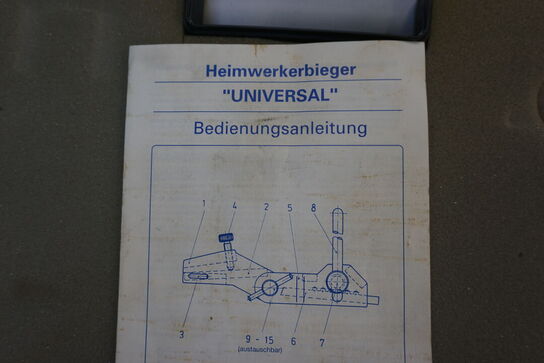 Heimwerkerbieger
"UNIVERSAL"
Bedienungsanleitung
1 4 2 5 8
3 9 - 15 6 7
(austauschbar)